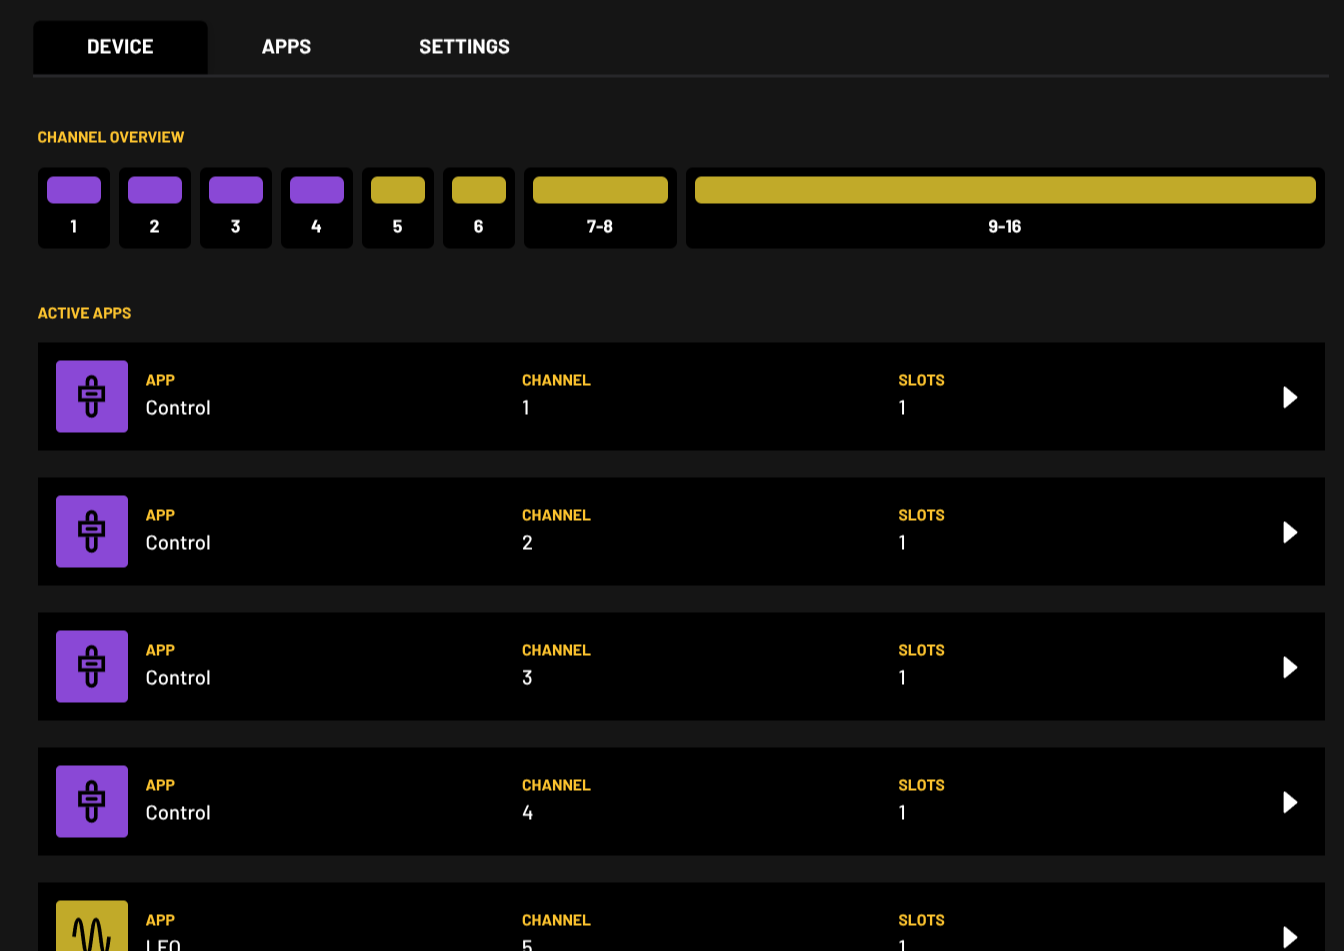 DEVICE APPS SETTINGS
CHANNEL OVERVIEW
1 2 3 4 5 6 7-8 9-16
ACTIVE APPS
APP CHANNEL SLOTS
Control 1 1
APP CHANNEL SLOTS
Control 2 1
APP CHANNEL SLOTS
Control 3 1
APP CHANNEL SLOTS
Control 4 1
APP CHANNEL SLOTS
LFO 5 1